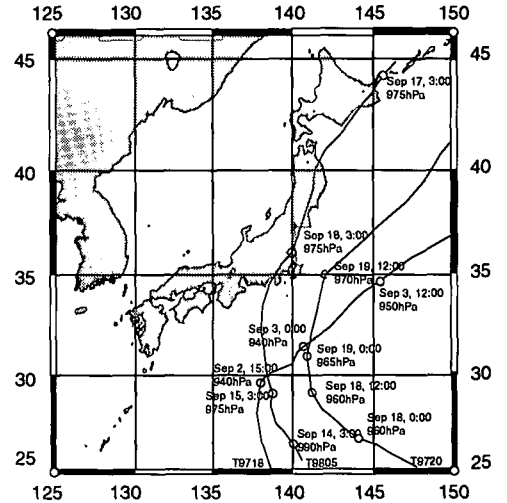 125 130 135 140 145 150
45 45
Sep 17, 3:00
975hPa
40 40
Sep 18, 3:00
975hPa
35 35
Sep 19, 12:00
970hPa
Sep 3, 12:00
950hPa
Sep 3, 0:00
940hPa
Sep 19, 0:00
965hPa
30 30
Sep 2, 15:00
940hPa
Sep 15, 3:00
975hPa
Sep 18, 12:00
960hPa
Sep 18, 0:00
960hPa
Sep 14, 3:00
990hPa
25 25
T9718 T9805 T9720
125 130 135 140 145 150